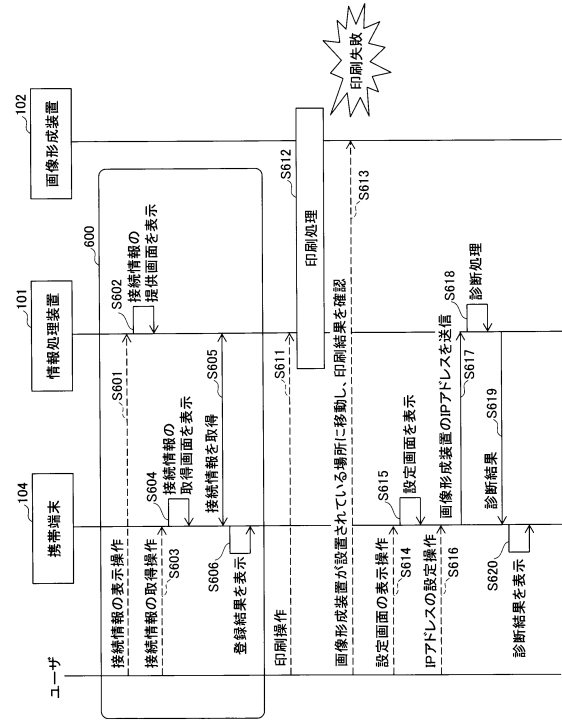 ユーザ
104
携帯端末
101
情報処理装置
102
画像形成装置
600
接続情報の表示操作
S601
S602
接続情報の
提供画面を表示
接続情報の取得操作
S603
S604
接続情報の
取得画面を表示
接続情報を取得
S605
S606
登録結果を表示
印刷操作
S611
S612
印刷処理
印刷失敗
画像形成装置が設置されている場所に移動し、印刷結果を確認
S613
設定画面の表示操作
S614
S615
設定画面を表示
IPアドレスの設定操作
S616
画像形成装置のIPアドレスを送信
S617
S618
診断処理
診断結果
S619
S620
診断結果を表示